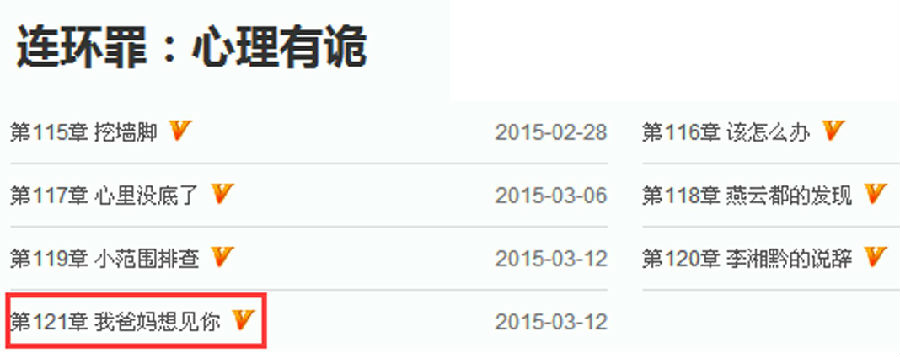 连环罪：心理有诡
第115章 挖墙脚 2015-02-28 第116章 该怎么办
第117章 心里没底了 2015-03-06 第118章 燕云都的发现
第119章 小范围排查 2015-03-12 第120章 李湘黔的说辞
第121章 我爸妈想见你 2015-03-12